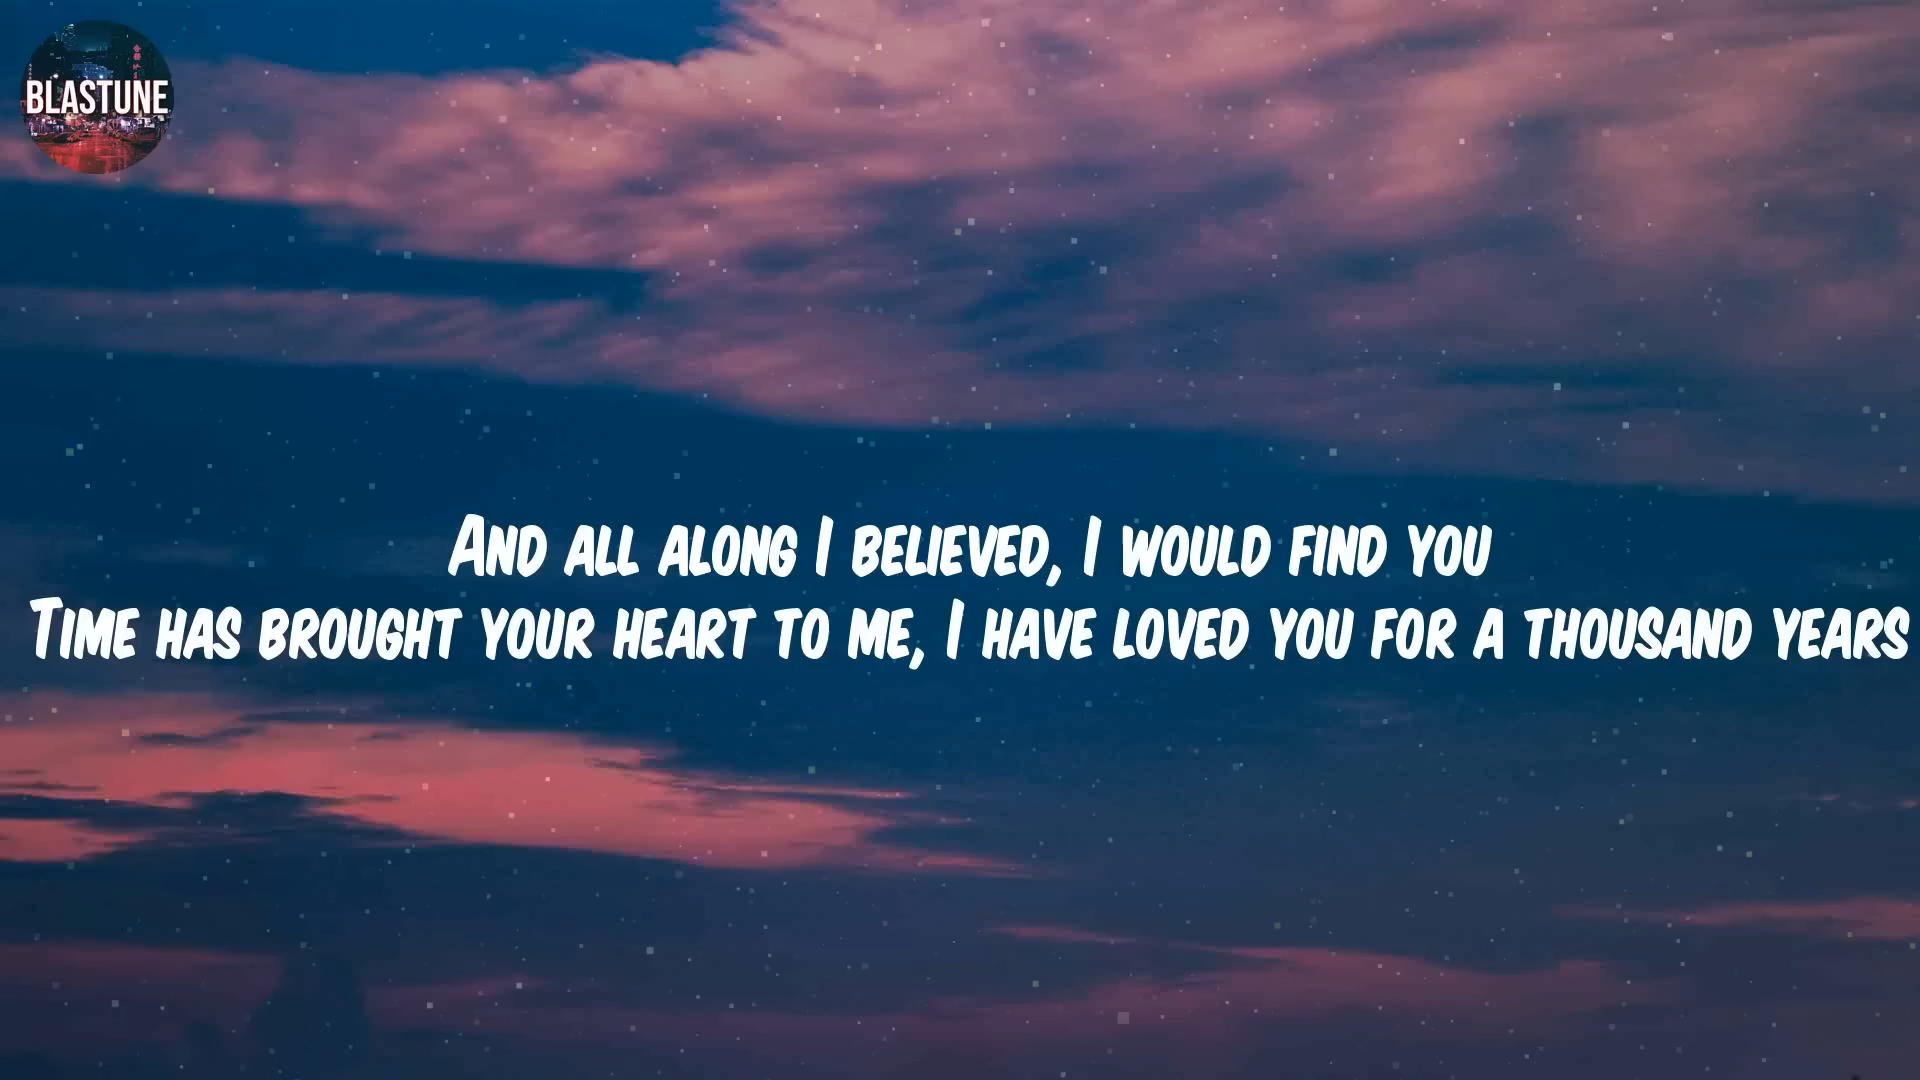 BLASTUNE
And all along I believed, I would find you
Time has brought your heart to me, I have loved you for a thousand years